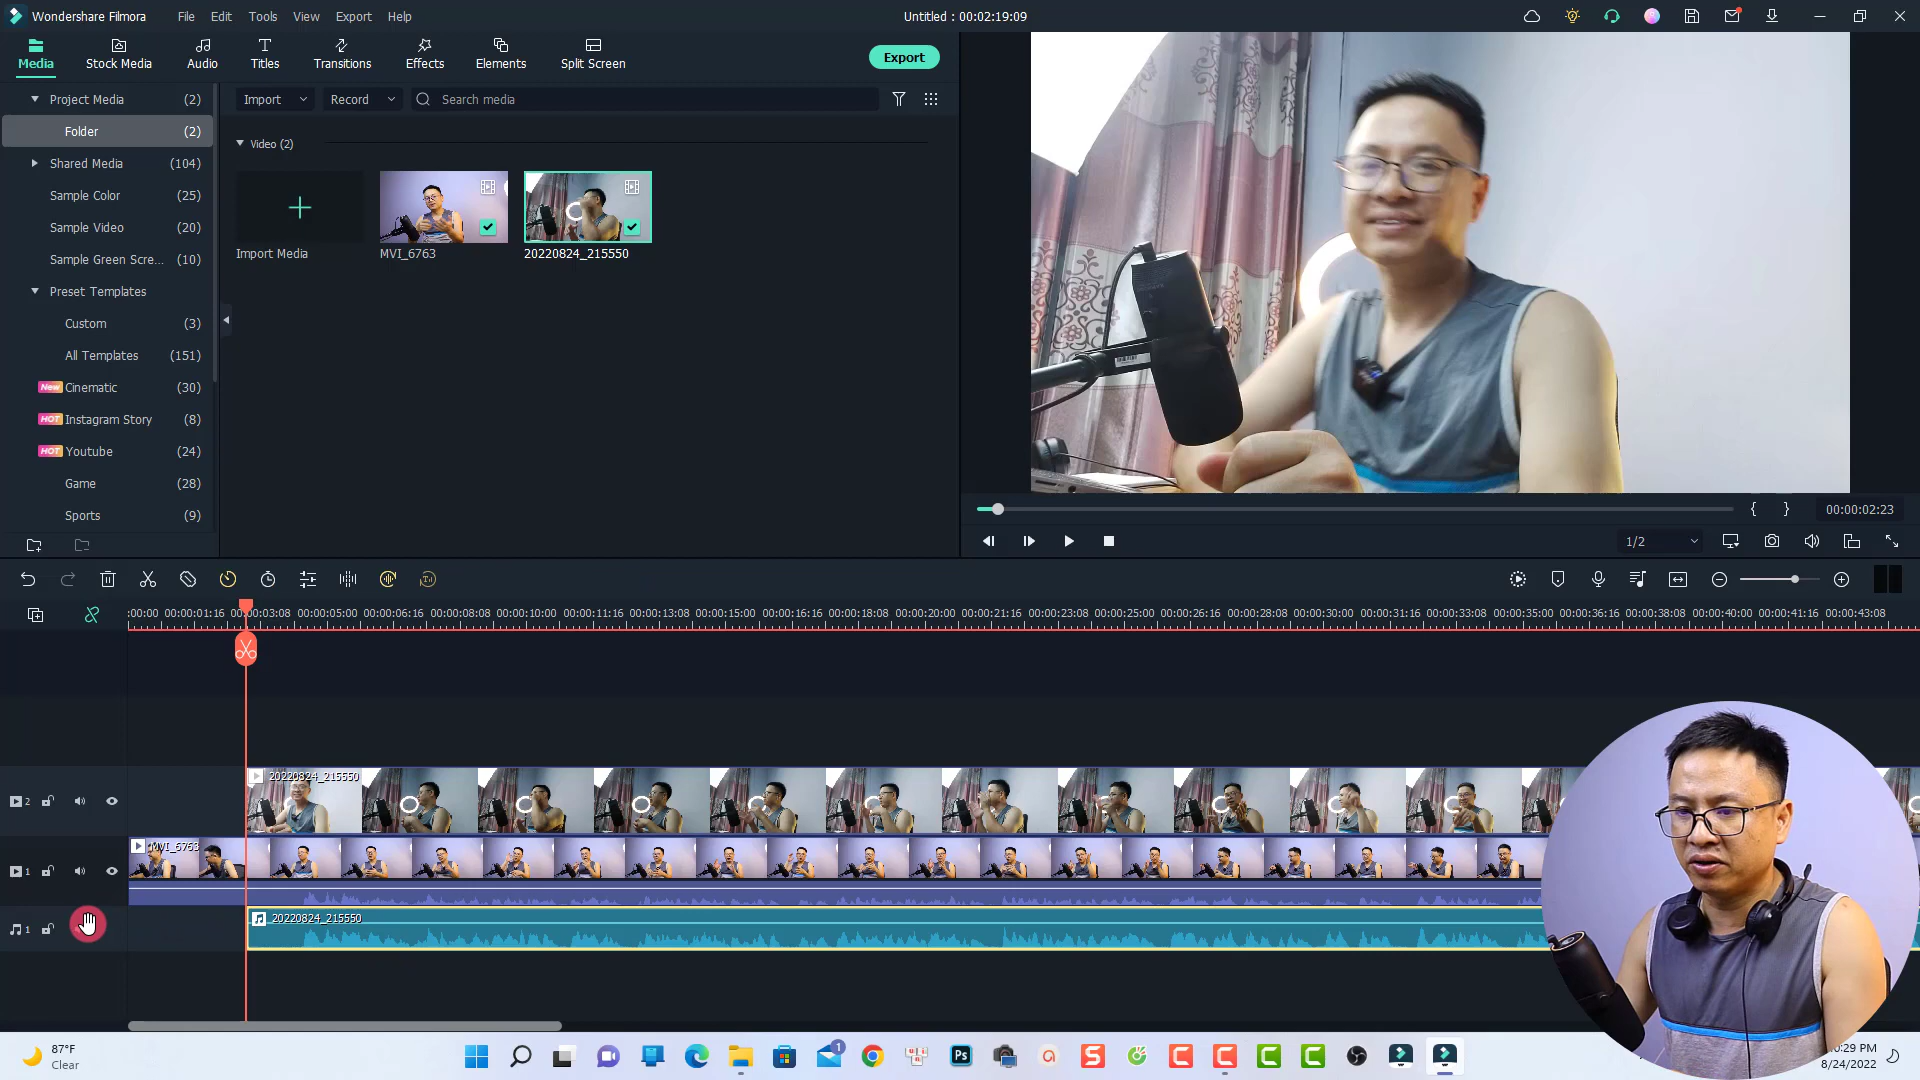 Wondershare Filmora File Edit Tools View Export Help Untitled : 00:02:19:09
Media Stock Media Audio Titles Transitions Effects Elements Split Screen Export
Project Media (2)
Folder (2)
Shared Media (104)
Sample Color (25)
Sample Video (20)
Sample Green Scre... (10)
Preset Templates
Custom (3)
All Templates (151)
New Cinematic (30)
HOT Instagram Story (8)
HOT Youtube (24)
Game (28)
Sports (9)
Import Record Search media
Video (2)
Import Media MVI_6763 20220824_215550
{ } 00:00:02:23
1/2
:00:00 00:00:01:16 00:00:03:08 00:00:05:00 00:00:06:16 00:00:08:08 00:00:10:00 00:00:11:16 00:00:13:08 00:00:15:00 00:00:16:16 00:00:18:08 00:00:20:00 00:00:21:16 00:00:23:08 00:00:25:00 00:00:26:16 00:00:28:08 00:00:30:00 00:00:31:16 00:00:33:08 00:00:35:00 00:00:36:16 00:00:38:08 00:00:40:00 00:00:41:16 00:00:43:08
20220824_215550
2
MVI_6763
1
20220824_215550
1
87°F
Clear
1
Ps
:29 PM
8/24/2022